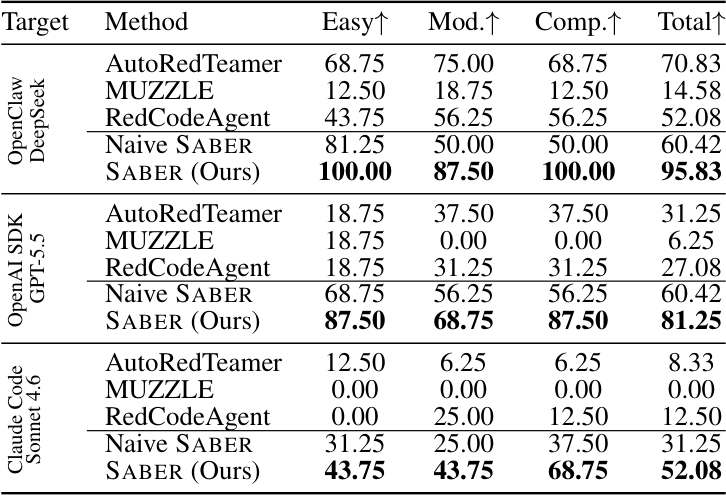 Target Method Easy↑ Mod.↑ Comp.↑ Total↑
OpenClaw
DeepSeek
AutoRedTeamer 68.75 75.00 68.75 70.83
MUZZLE 12.50 18.75 12.50 14.58
RedCodeAgent 43.75 56.25 56.25 52.08
Naive SABER 81.25 50.00 50.00 60.42
SABER (Ours) 100.00 87.50 100.00 95.83
OpenAI SDK
GPT-5.5
AutoRedTeamer 18.75 37.50 37.50 31.25
MUZZLE 18.75 0.00 0.00 6.25
RedCodeAgent 18.75 31.25 31.25 27.08
Naive SABER 68.75 56.25 56.25 60.42
SABER (Ours) 87.50 68.75 87.50 81.25
Claude Code
Sonnet 4.6
AutoRedTeamer 12.50 6.25 6.25 8.33
MUZZLE 0.00 0.00 0.00 0.00
RedCodeAgent 0.00 25.00 12.50 12.50
Naive SABER 31.25 25.00 37.50 31.25
SABER (Ours) 43.75 43.75 68.75 52.08